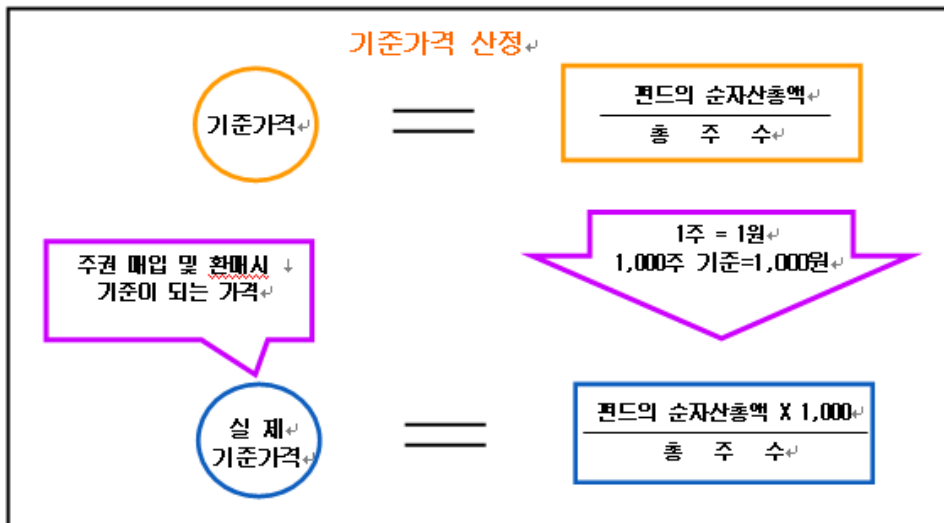 기준가격 산정
기준가격
펀드의 순자산총액
총 주 수
1주 = 1원
1,000주 기준=1,000원
주권 매입 및 환매시
기준이 되는 가격
실 제
기준가격
펀드의 순자산총액 X 1,000
총 주 수